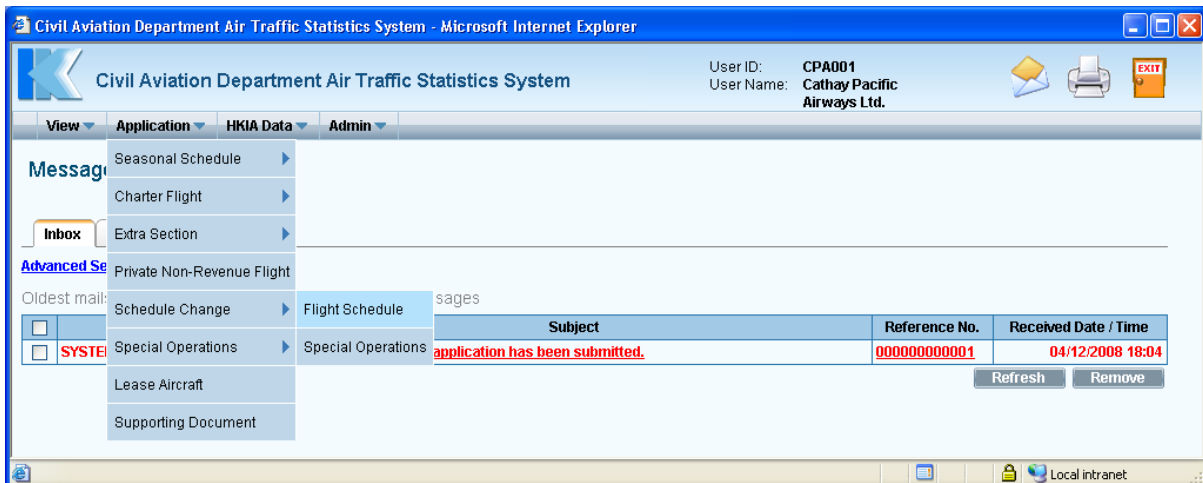 Civil Aviation Department Air Traffic Statistics System - Microsoft Internet Explorer
Civil Aviation Department Air Traffic Statistics System
User ID: CPA001
User Name: Cathay Pacific
Airways Ltd.
EXIT
View Application HKIA Data Admin
Messag
Seasonal Schedule
Charter Flight
Inbox
Extra Section
Advanced Se
Private Non-Revenue Flight
Oldest mail
sages
Schedule Change
Flight Schedule
Subject Reference No. Received Date / Time
Special Operations
Special Operations
SYSTE application has been submitted. 000000000001 04/12/2008 18:04
Refresh Remove
Lease Aircraft
Supporting Document
Local intranet